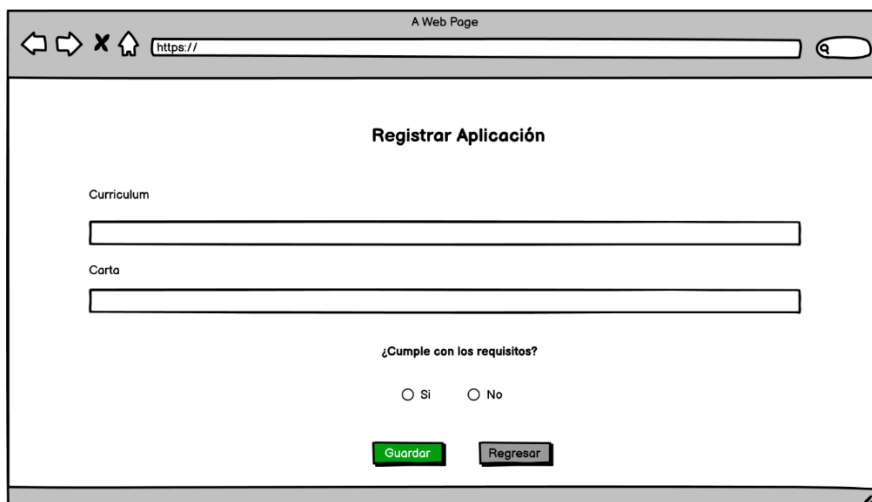 A Web Page
https://
Registrar Aplicación
Curriculum
Carta
¿Cumple con los requisitos?
Si No
Guardar Regresar